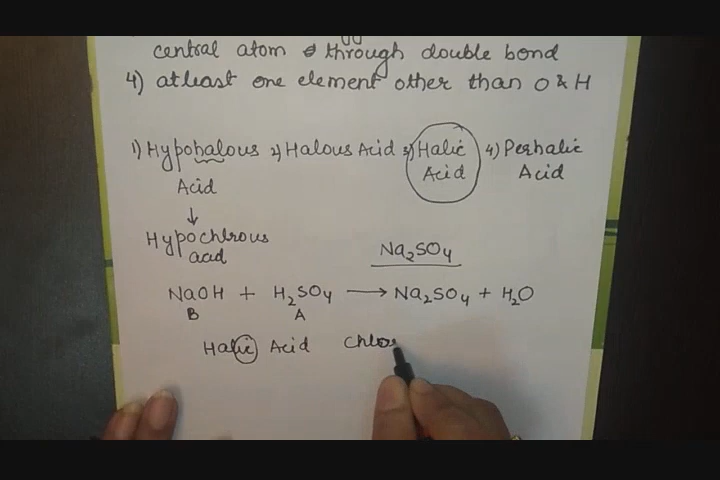 central atom through double bond
4) atleast one element other than O & H
1) Hypohalous 2) Halous Acid 3) Halic 4) Perhalic
Acid Acid Acid
↓
Hypochlrous
acid
Na₂SO₄
NaOH + H₂SO₄ → Na₂SO₄ + H₂O
B A
Halic Acid Chlor